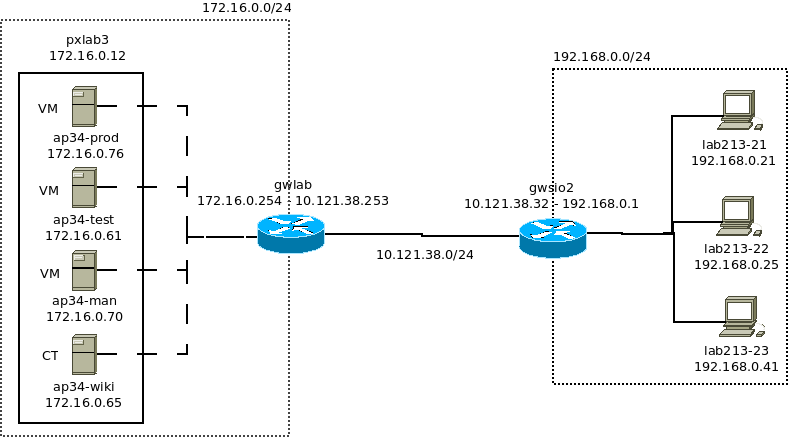 172.16.0.0/24
pxlab3
172.16.0.12
VM
ap34-prod
172.16.0.76
VM
ap34-test
172.16.0.61
VM
ap34-man
172.16.0.70
CT
ap34-wiki
172.16.0.65
gwlab
172.16.0.254 - 10.121.38.253
10.121.38.0/24
gwsio2
10.121.38.32 - 192.168.0.1
192.168.0.0/24
lab213-21
192.168.0.21
lab213-22
192.168.0.25
lab213-23
192.168.0.41